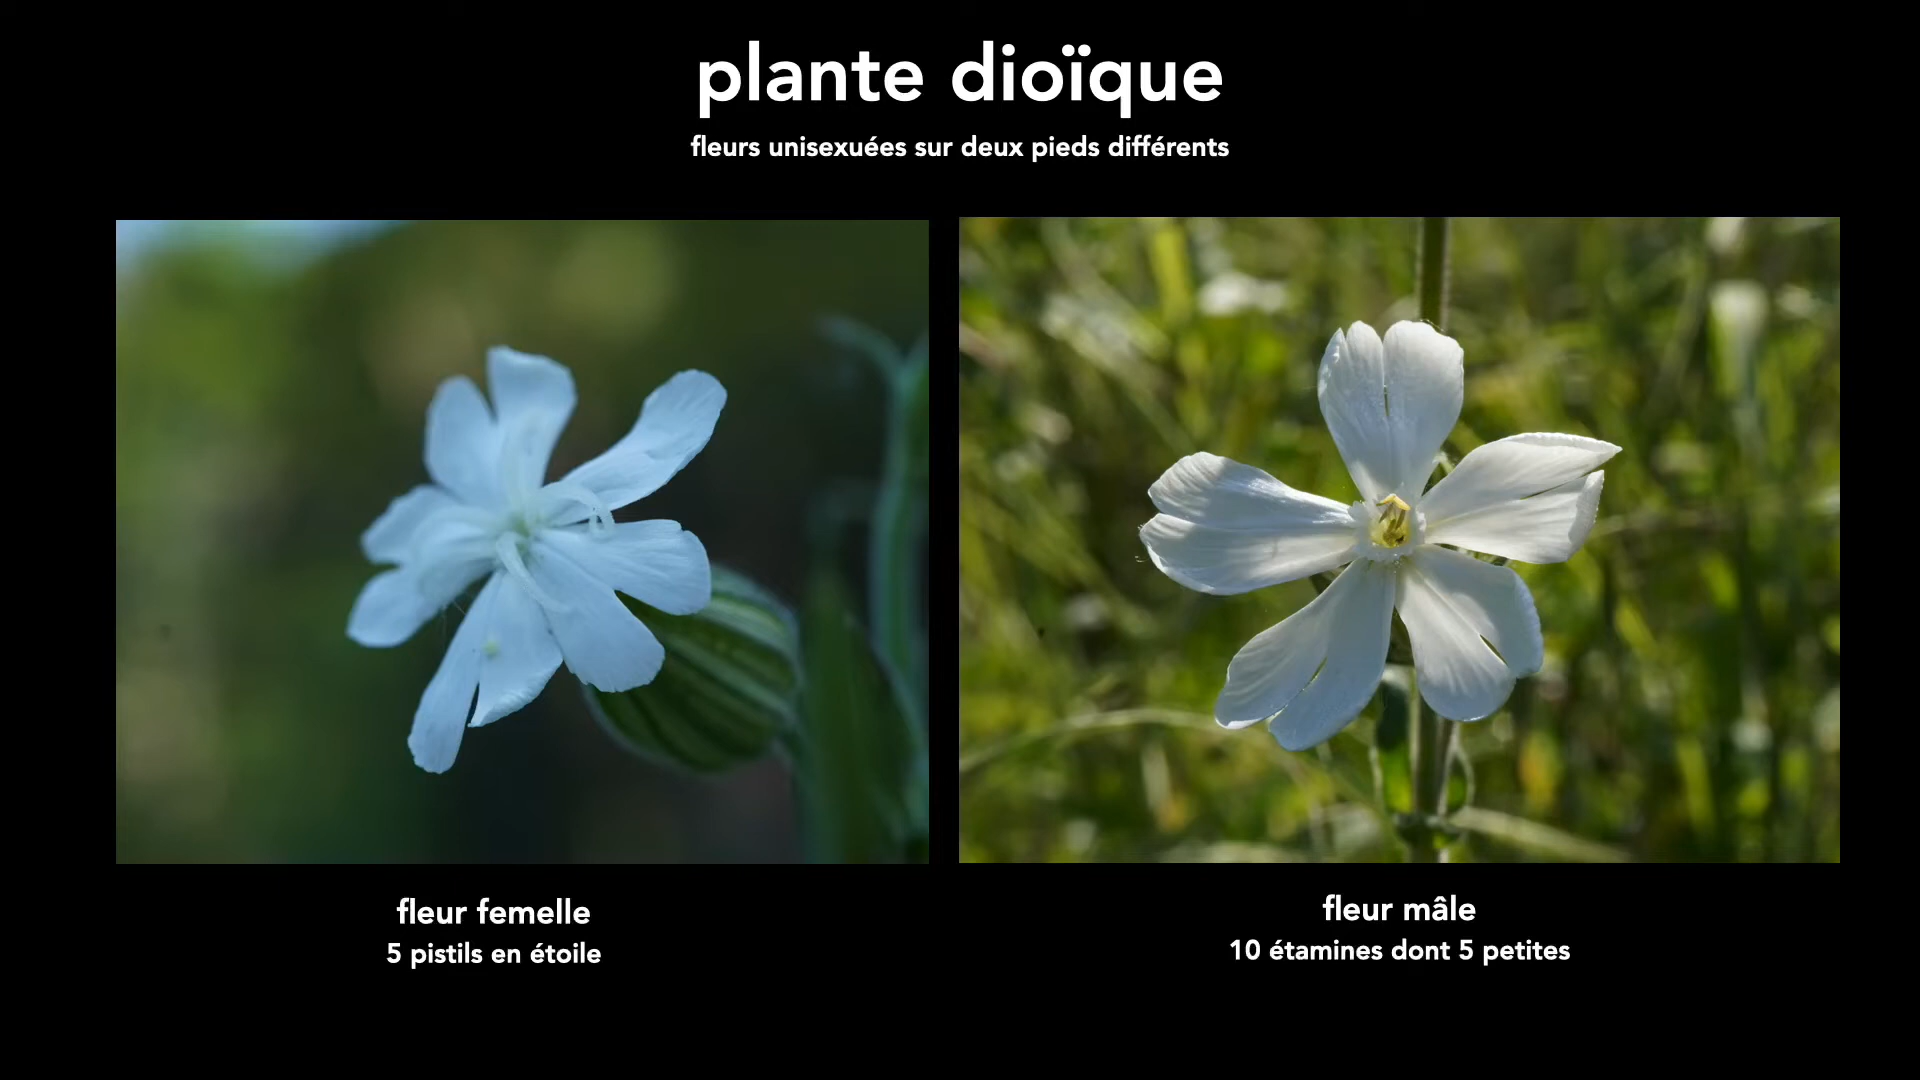 plante dioïque
fleurs unisexuées sur deux pieds différents
fleur femelle
5 pistils en étoile
fleur mâle
10 étamines dont 5 petites